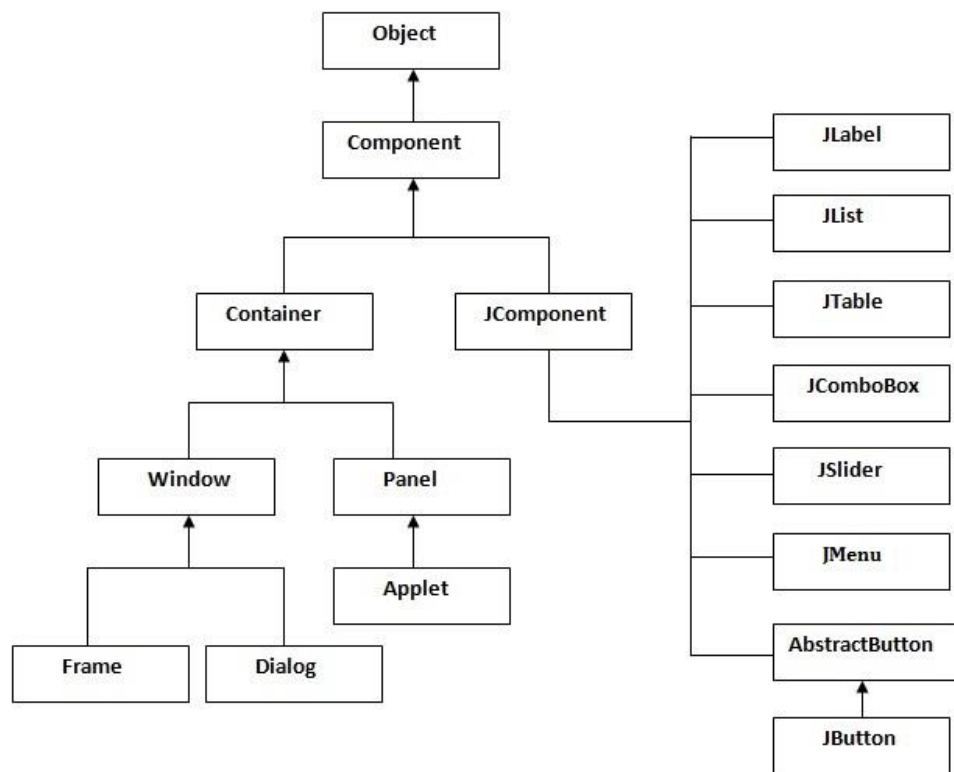 Object
Component
Container
JComponent
Window
Panel
Applet
Frame
Dialog
JLabel
JList
JTable
JComboBox
JSlider
JMenu
AbstractButton
JButton